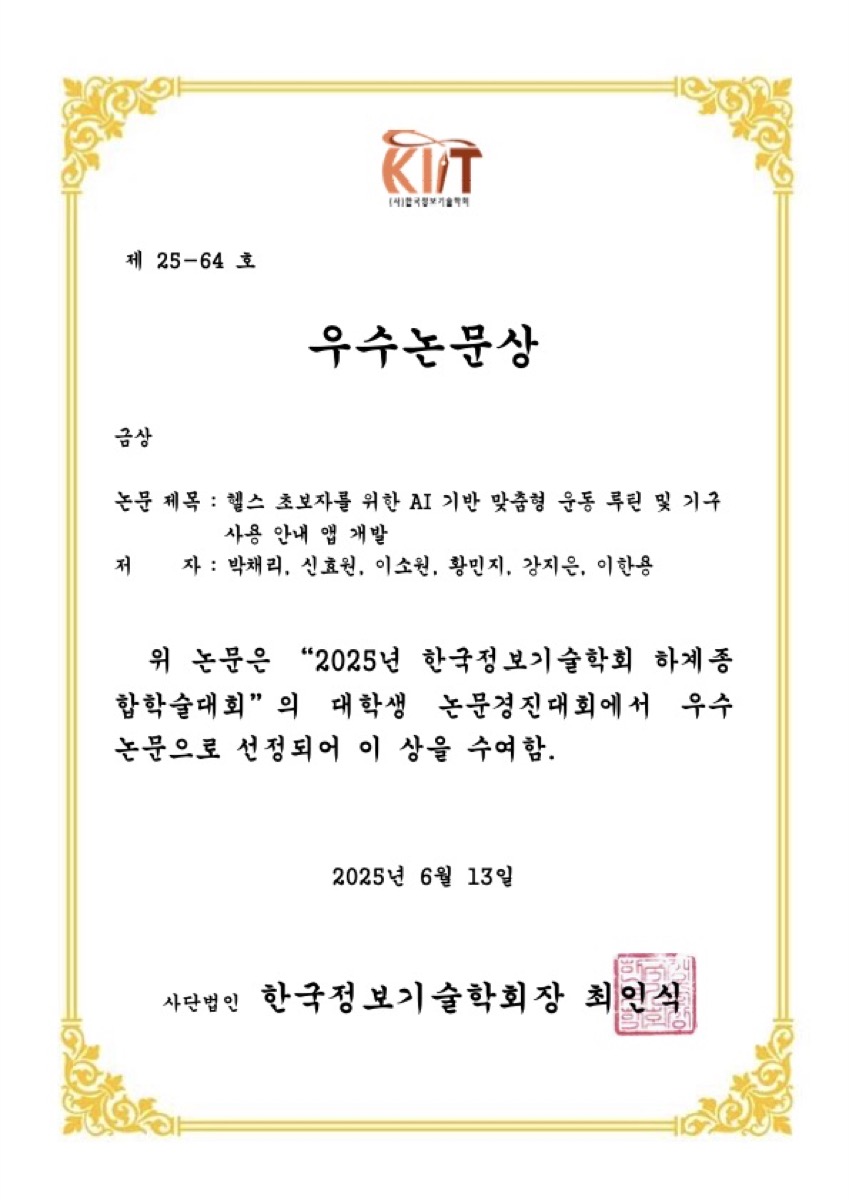 KIIT
(사)한국정보기술학회
제 25-64 호
우수논문상
금상
논문 제목 : 헬스 초보자를 위한 AI 기반 맞춤형 운동 루틴 및 기구
사용 안내 앱 개발
저 자 : 박채리, 신효원, 이소원, 황민지, 강지은, 이한용
위 논문은 “2025년 한국정보기술학회 하계종
합학술대회”의 대학생 논문경진대회에서 우수
논문으로 선정되어 이 상을 수여함.
2025년 6월 13일
사단법인 한국정보기술학회장 최인식